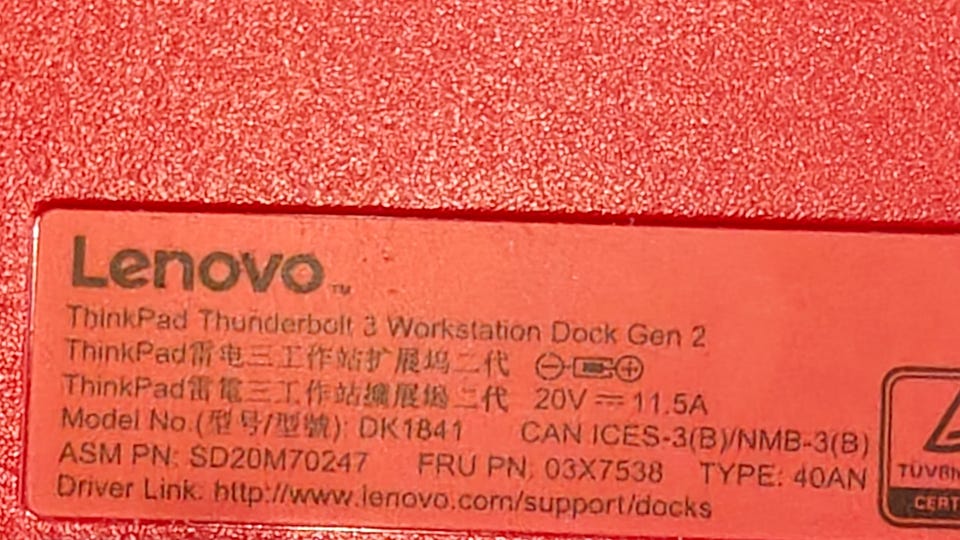 Lenovo™
ThinkPad Thunderbolt 3 Workstation Dock Gen 2
ThinkPad雷电三工作站扩展坞二代
ThinkPad雷電三工作站擴展塢二代 20V ⎓ 11.5A
Model No.(型号/型號): DK1841 CAN ICES-3(B)/NMB-3(B)
ASM PN: SD20M70247 FRU PN: 03X7538 TYPE: 40AN
Driver Link: http://www.lenovo.com/support/docks